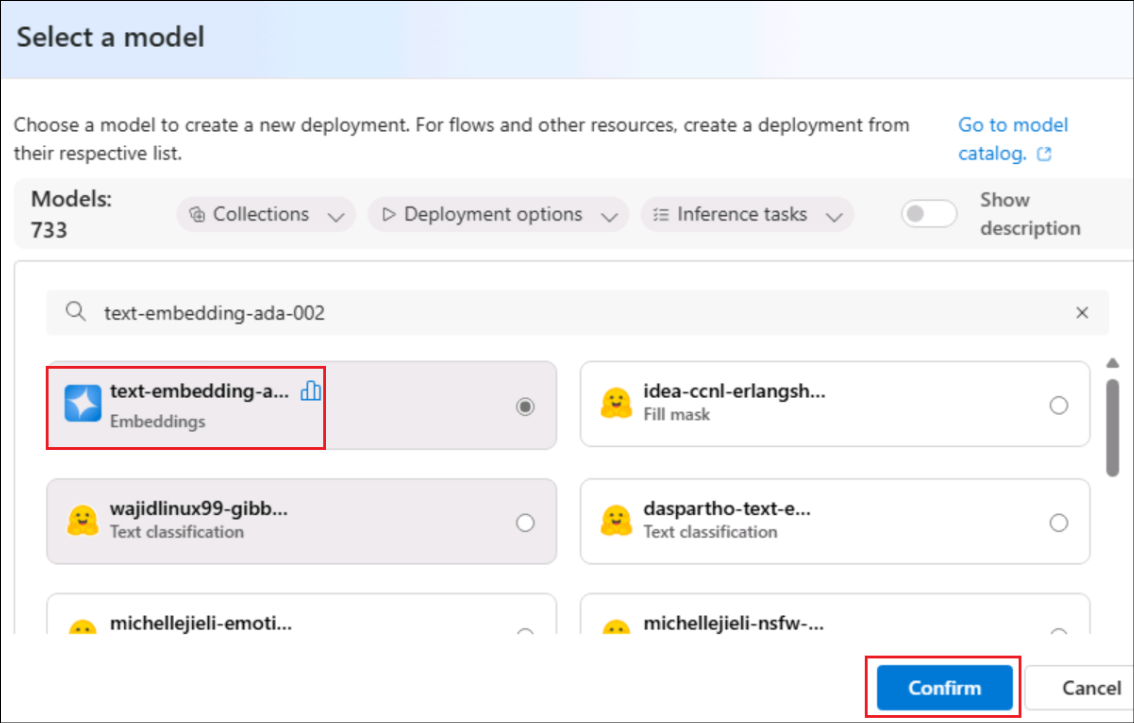 Select a model
Choose a model to create a new deployment. For flows and other resources, create a deployment from
their respective list.
Go to model
catalog.
Models:
733
Collections
Deployment options
Inference tasks
Show
description
text-embedding-ada-002
text-embedding-a...
Embeddings
idea-ccnl-erlangsh...
Fill mask
wajidlinux99-gibb...
Text classification
daspartho-text-e...
Text classification
michellejieli-emoti...
michellejieli-nsfw-...
Confirm
Cancel